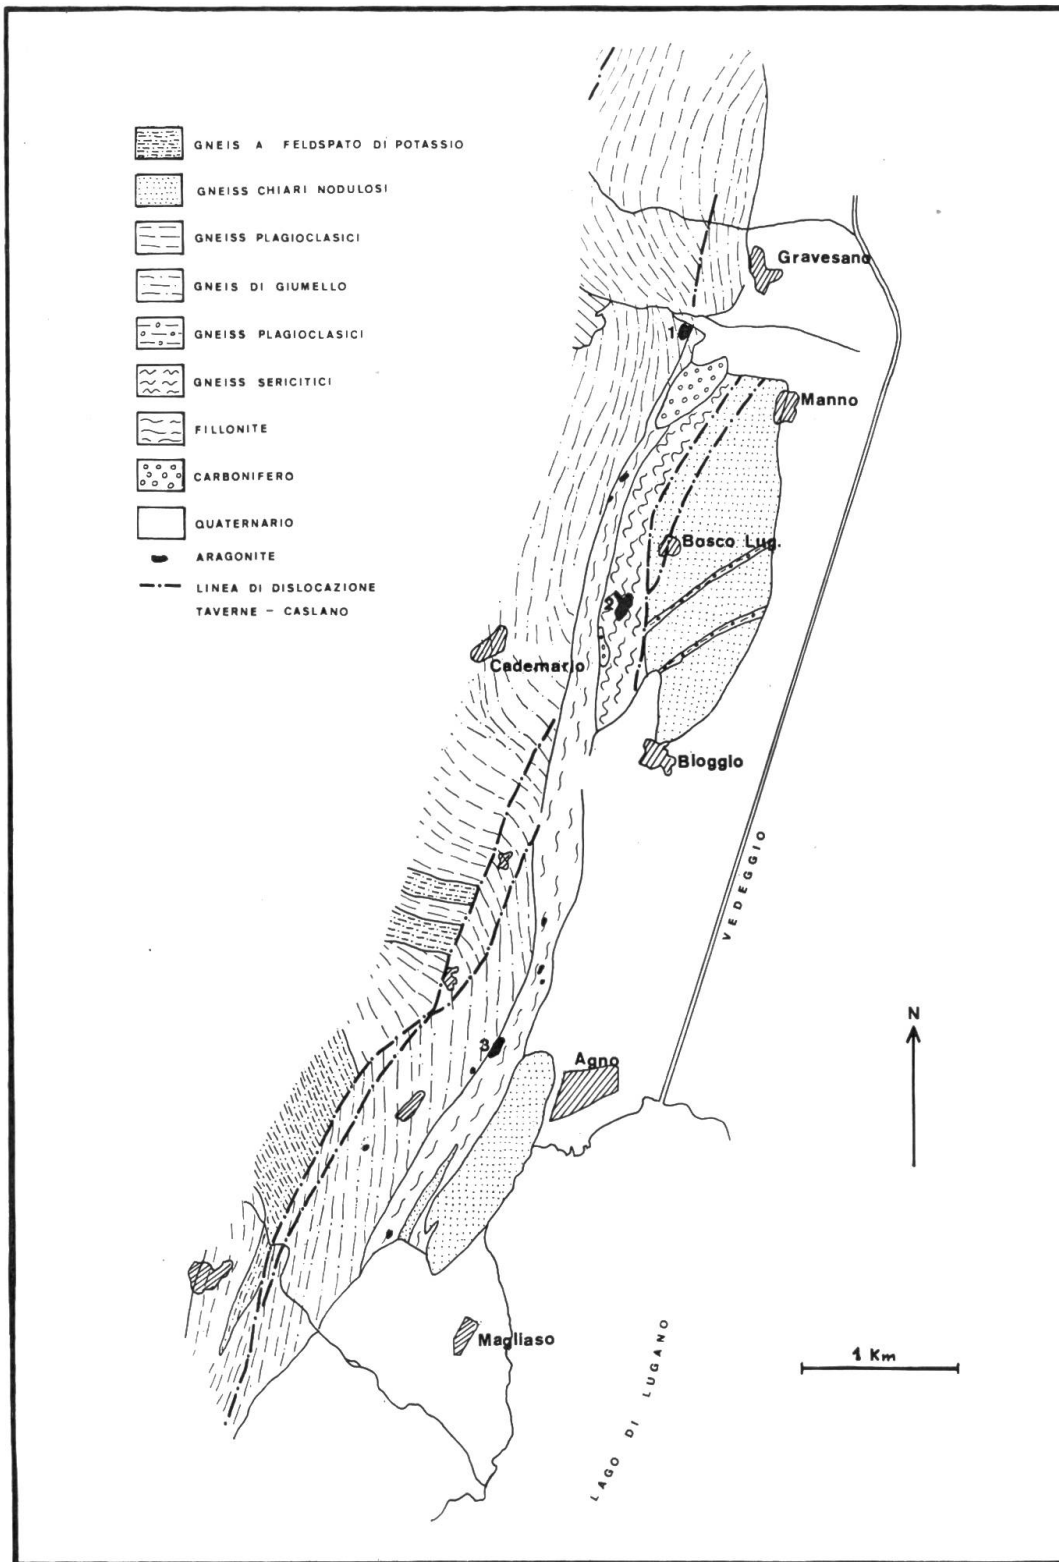 GNEIS A FELDSPATO DI POTASSIO
GNEISS CHIARI NODULOSI
GNEISS PLAGIOCLASICI
GNEIS DI GIUMELLO
GNEISS PLAGIOCLASICI
GNEISS SERICITICI
FILLONITE
CARBONIFERO
QUATERNARIO
ARAGONITE
LINEA DI DISLOCAZIONE
TAVERNE - CASLANO
Gravesano
1
Manno
Bosco Lug.
2
Cademario
Bioggio
VEDEGGIO
N
3
Agno
Magliaso
1 Km
LAGO DI LUGANO